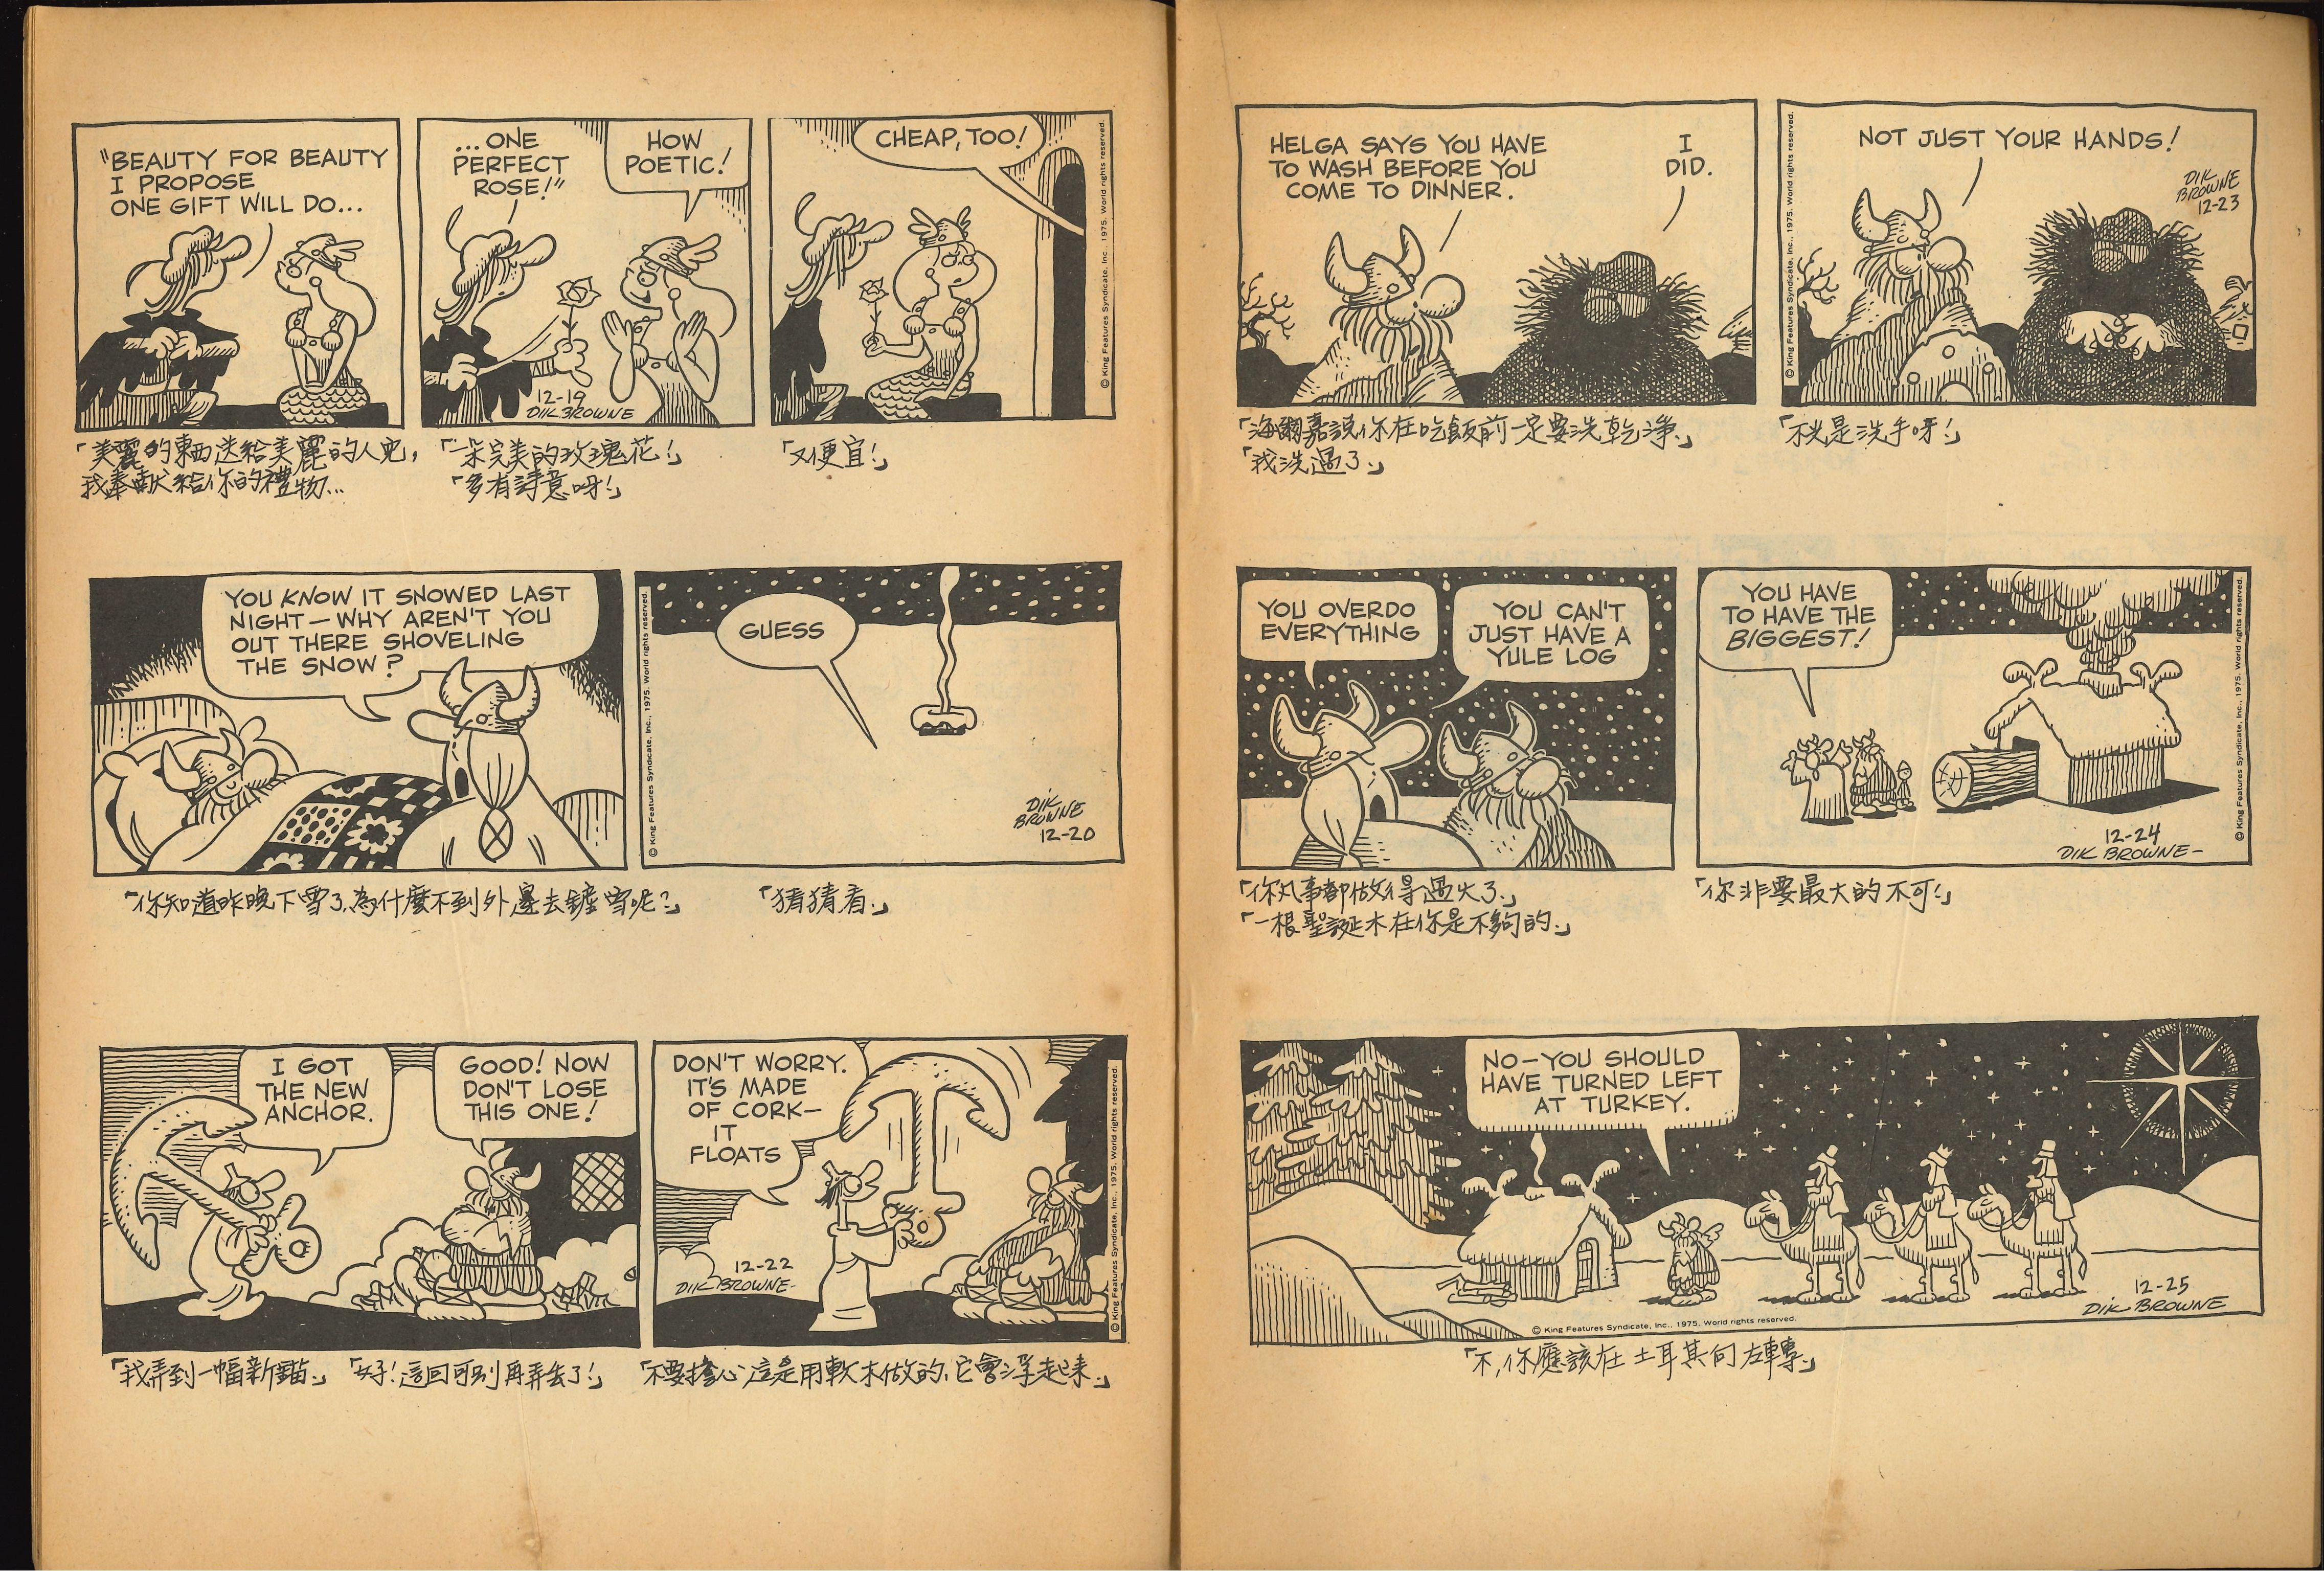 "BEAUTY FOR BEAUTY
I PROPOSE
ONE GIFT WILL DO...
...ONE
PERFECT
ROSE!"
HOW
POETIC!
12-19
DIK BROWNE
CHEAP, TOO!
© King Features Syndicate, Inc., 1975. World rights reserved.
「美麗的東西送給美麗的人兒,
我奉獻給你的禮物...
「一朵完美的玫瑰花!」
「多有詩意呀!」
「又便宜!」
YOU KNOW IT SNOWED LAST
NIGHT—WHY AREN'T YOU
OUT THERE SHOVELING
THE SNOW?
© King Features Syndicate, Inc., 1975. World rights reserved.
GUESS
DIK
BROWNE
12-20
「你知道昨晚下雪了,為什麼不到外邊去鏟雪呢?」
「猜猜看.」
I GOT
THE NEW
ANCHOR.
GOOD! NOW
DON'T LOSE
THIS ONE!
DON'T WORRY.
IT'S MADE
OF CORK—
IT
FLOATS
12-22
DIK BROWNE-
© King Features Syndicate, Inc., 1975. World rights reserved.
「我弄到一幅新錨.」
「好!這回可別再弄丟了!」
「不要擔心這是用軟木做的,它會浮起來.」
HELGA SAYS YOU HAVE
TO WASH BEFORE YOU
COME TO DINNER.
I
DID.
© King Features Syndicate, Inc., 1975. World rights reserved.
NOT JUST YOUR HANDS!
DIK
BROWNE
12-23
「海爾嘉說你在吃飯前一定要洗乾淨.」
「我洗過了.」
「不光是洗手呀!」
YOU OVERDO
EVERYTHING
YOU CAN'T
JUST HAVE A
YULE LOG
YOU HAVE
TO HAVE THE
BIGGEST!
12-24
DIK BROWNE-
© King Features Syndicate, Inc., 1975. World rights reserved.
「你凡事都做得過火了.」
「一根聖誕木在你是不夠的.」
「你非要最大的不可!」
NO—YOU SHOULD
HAVE TURNED LEFT
AT TURKEY.
12-25
DIK BROWNE
© King Features Syndicate, Inc., 1975. World rights reserved.
「不,你應該在土耳其向左轉.」